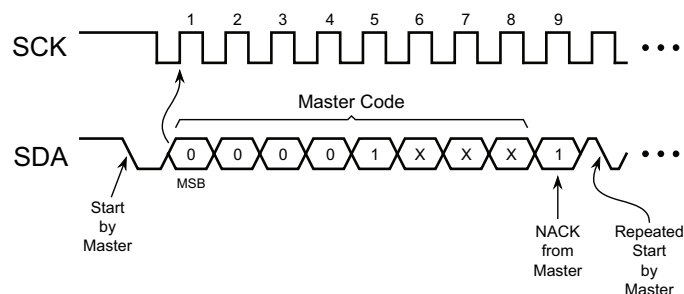 1 2 3 4 5 6 7 8 9
SCK
Master Code
SDA
0 0 0 0 1 X X X 1
MSB
Start
by
Master
NACK
from
Master
Repeated
Start
by
Master